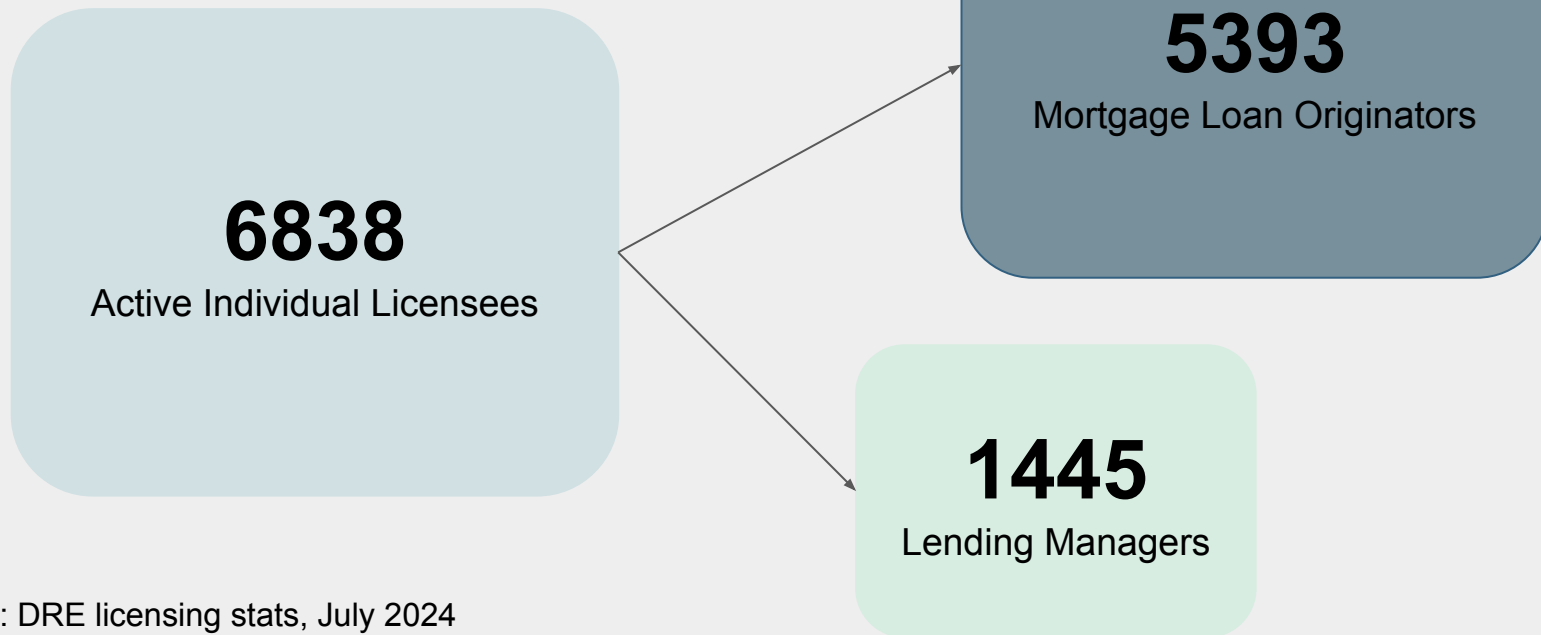 5393
Mortgage Loan Originators
6838
Active Individual Licensees
1445
Lending Managers
: DRE licensing stats, July 2024